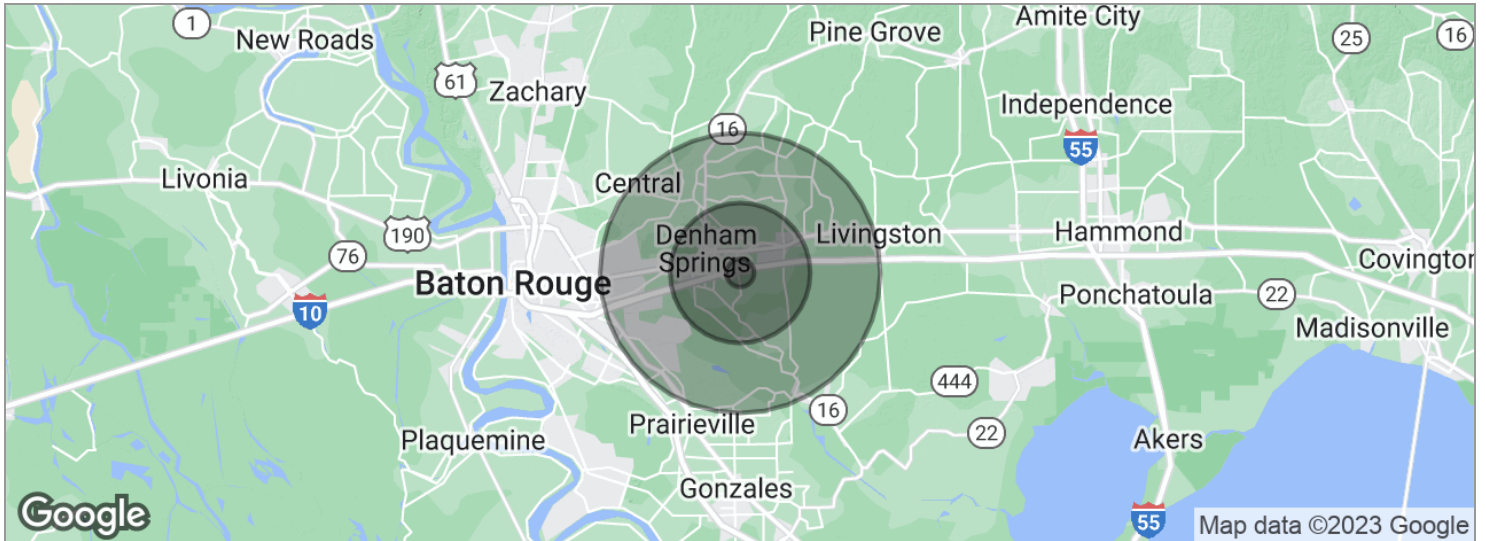 1
New Roads
61
Zachary
Pine Grove
Amite City
25
16
Independence
55
16
Livonia
Central
190
76
Denham
Springs
Livingston
Hammond
Covington
Baton Rouge
10
Ponchatoula
22
Madisonville
444
16
Prairieville
22
Plaquemine
Akers
Gonzales
55
Google
Map data ©2023 Google